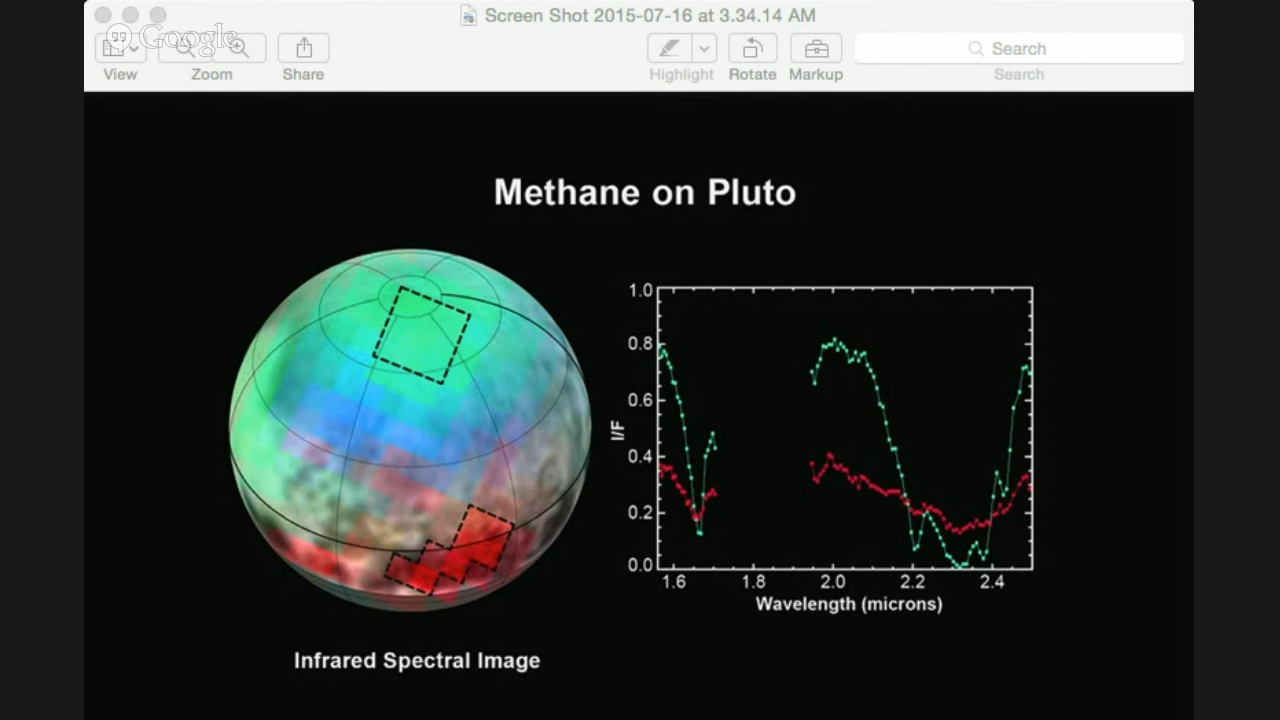 Screen Shot 2015-07-16 at 3.34.14 AM
Google
View
Zoom
Share
Highlight
Rotate
Markup
Search
Search
Methane on Pluto
1.0
0.8
0.6
0.4
0.2
0.0
I/F
1.6 1.8 2.0 2.2 2.4
Wavelength (microns)
Infrared Spectral Image